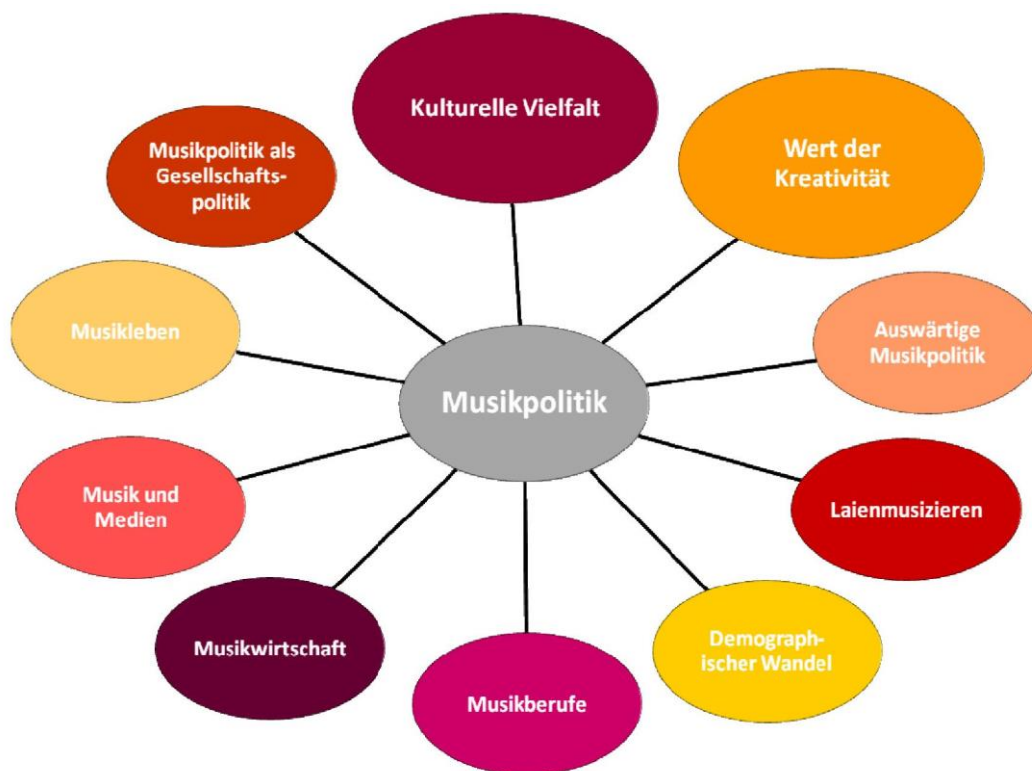 Kulturelle Vielfalt
Wert der
Kreativität
Musikpolitik als
Gesellschafts-
politik
Musikleben
Auswärtige
Musikpolitik
Musikpolitik
Musik und
Medien
Laienmusizieren
Musikwirtschaft
Demograph-
ischer Wandel
Musikberufe